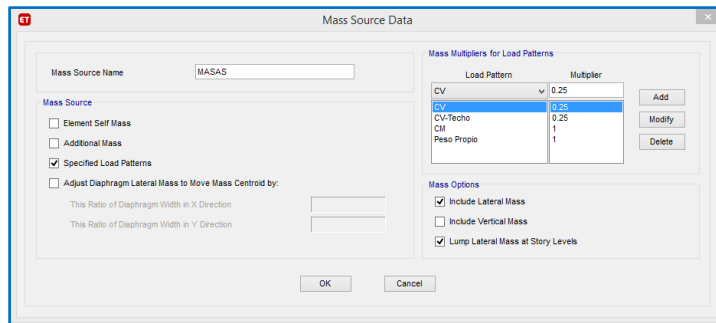 ET
Mass Source Data
Mass Source Name
MASAS
Mass Source
Element Self Mass
Additional Mass
Specified Load Patterns
Adjust Diaphragm Lateral Mass to Move Mass Centroid by:
This Ratio of Diaphragm Width in X Direction
This Ratio of Diaphragm Width in Y Direction
Mass Multipliers for Load Patterns
Load Pattern Multiplier
CV 0.25
CV 0.25
CV-Techo 0.25
CM 1
Peso Propio 1
Add
Modify
Delete
Mass Options
Include Lateral Mass
Include Vertical Mass
Lump Lateral Mass at Story Levels
OK Cancel